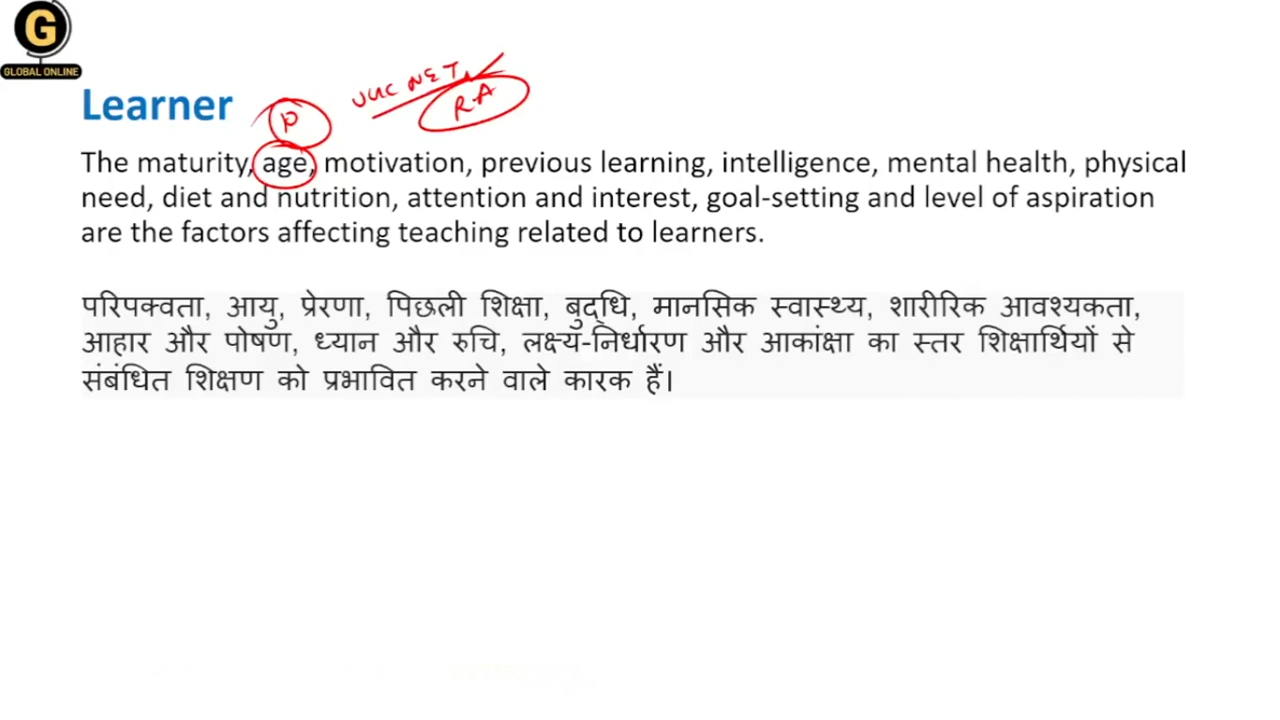 G
GLOBAL ONLINE
UGC NET
RA
Learner
P
The maturity, age, motivation, previous learning, intelligence, mental health, physical
need, diet and nutrition, attention and interest, goal-setting and level of aspiration
are the factors affecting teaching related to learners.
परिपक्वता, आयु, प्रेरणा, पिछली शिक्षा, बुद्धि, मानसिक स्वास्थ्य, शारीरिक आवश्यकता,
आहार और पोषण, ध्यान और रुचि, लक्ष्य-निर्धारण और आकांक्षा का स्तर शिक्षार्थियों से
संबंधित शिक्षण को प्रभावित करने वाले कारक हैं।